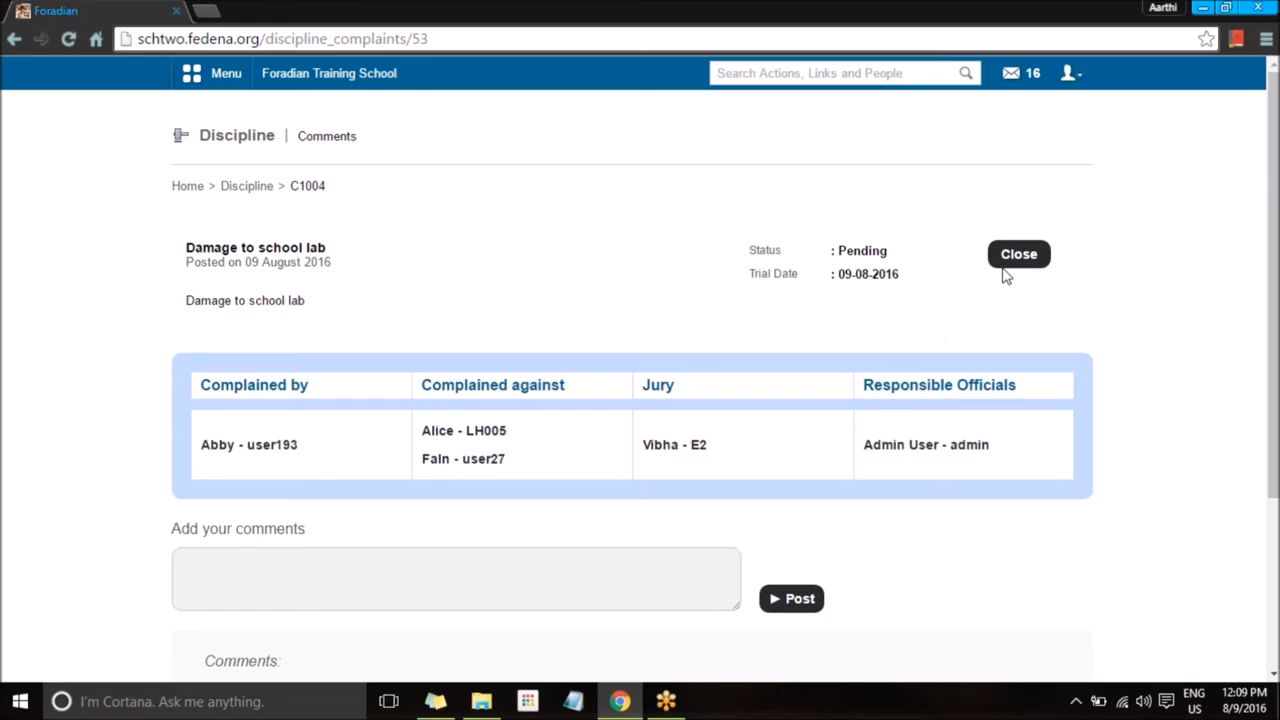 Foradian
Aarthi
schtwo.fedena.org/discipline_complaints/53
Menu
Foradian Training School
Search Actions, Links and People
16
Discipline | Comments
Home > Discipline > C1004
Damage to school lab
Posted on 09 August 2016
Status : Pending
Trial Date : 09-08-2016
Close
Damage to school lab
Complained by Complained against Jury Responsible Officials
Abby - user193
Alice - LH005
Faln - user27
Vibha - E2
Admin User - admin
Add your comments
Post
Comments:
I'm Cortana. Ask me anything.
ENG
US
12:09 PM
8/9/2016